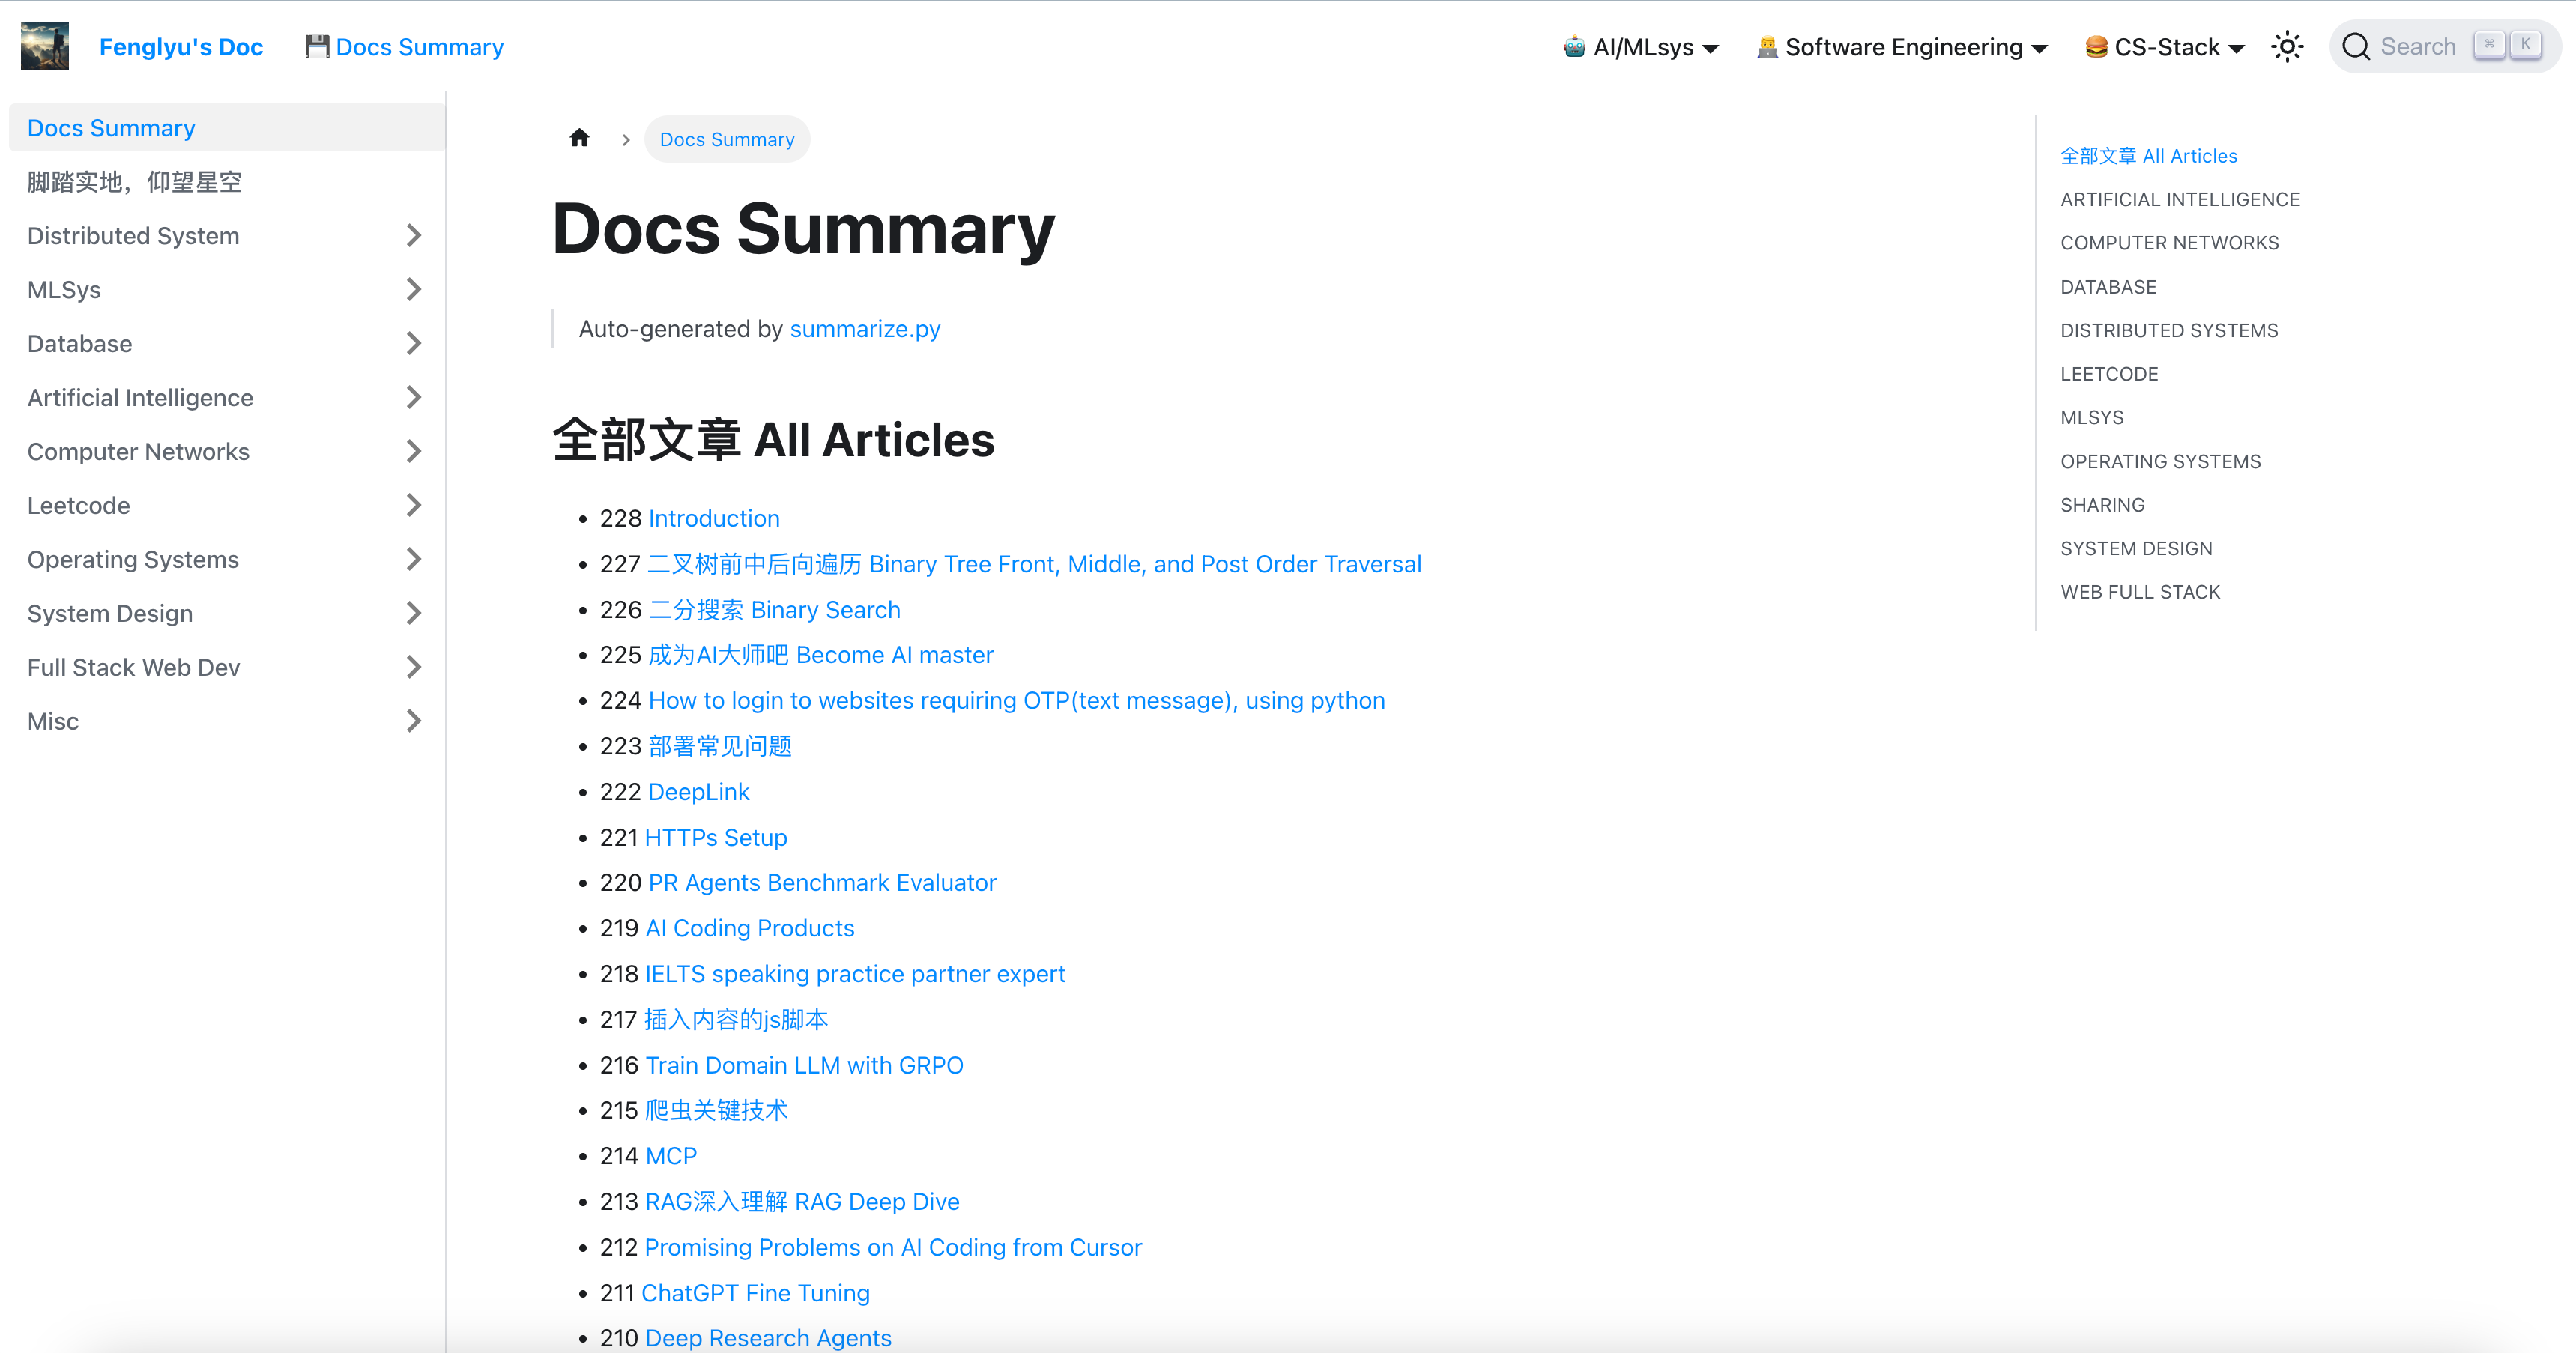 Fenglyu's Doc
💾 Docs Summary
🤖 AI/MLsys
👨‍💻 Software Engineering
🍔 CS-Stack
Search ⌘ K
Docs Summary
脚踏实地，仰望星空
Distributed System
MLSys
Database
Artificial Intelligence
Computer Networks
Leetcode
Operating Systems
System Design
Full Stack Web Dev
Misc
Docs Summary
Docs Summary
Auto-generated by summarize.py
全部文章 All Articles
228 Introduction
227 二叉树前中后向遍历 Binary Tree Front, Middle, and Post Order Traversal
226 二分搜索 Binary Search
225 成为AI大师吧 Become AI master
224 How to login to websites requiring OTP(text message), using python
223 部署常见问题
222 DeepLink
221 HTTPs Setup
220 PR Agents Benchmark Evaluator
219 AI Coding Products
218 IELTS speaking practice partner expert
217 插入内容的js脚本
216 Train Domain LLM with GRPO
215 爬虫关键技术
214 MCP
213 RAG深入理解 RAG Deep Dive
212 Promising Problems on AI Coding from Cursor
211 ChatGPT Fine Tuning
210 Deep Research Agents
全部文章 All Articles
ARTIFICIAL INTELLIGENCE
COMPUTER NETWORKS
DATABASE
DISTRIBUTED SYSTEMS
LEETCODE
MLSYS
OPERATING SYSTEMS
SHARING
SYSTEM DESIGN
WEB FULL STACK